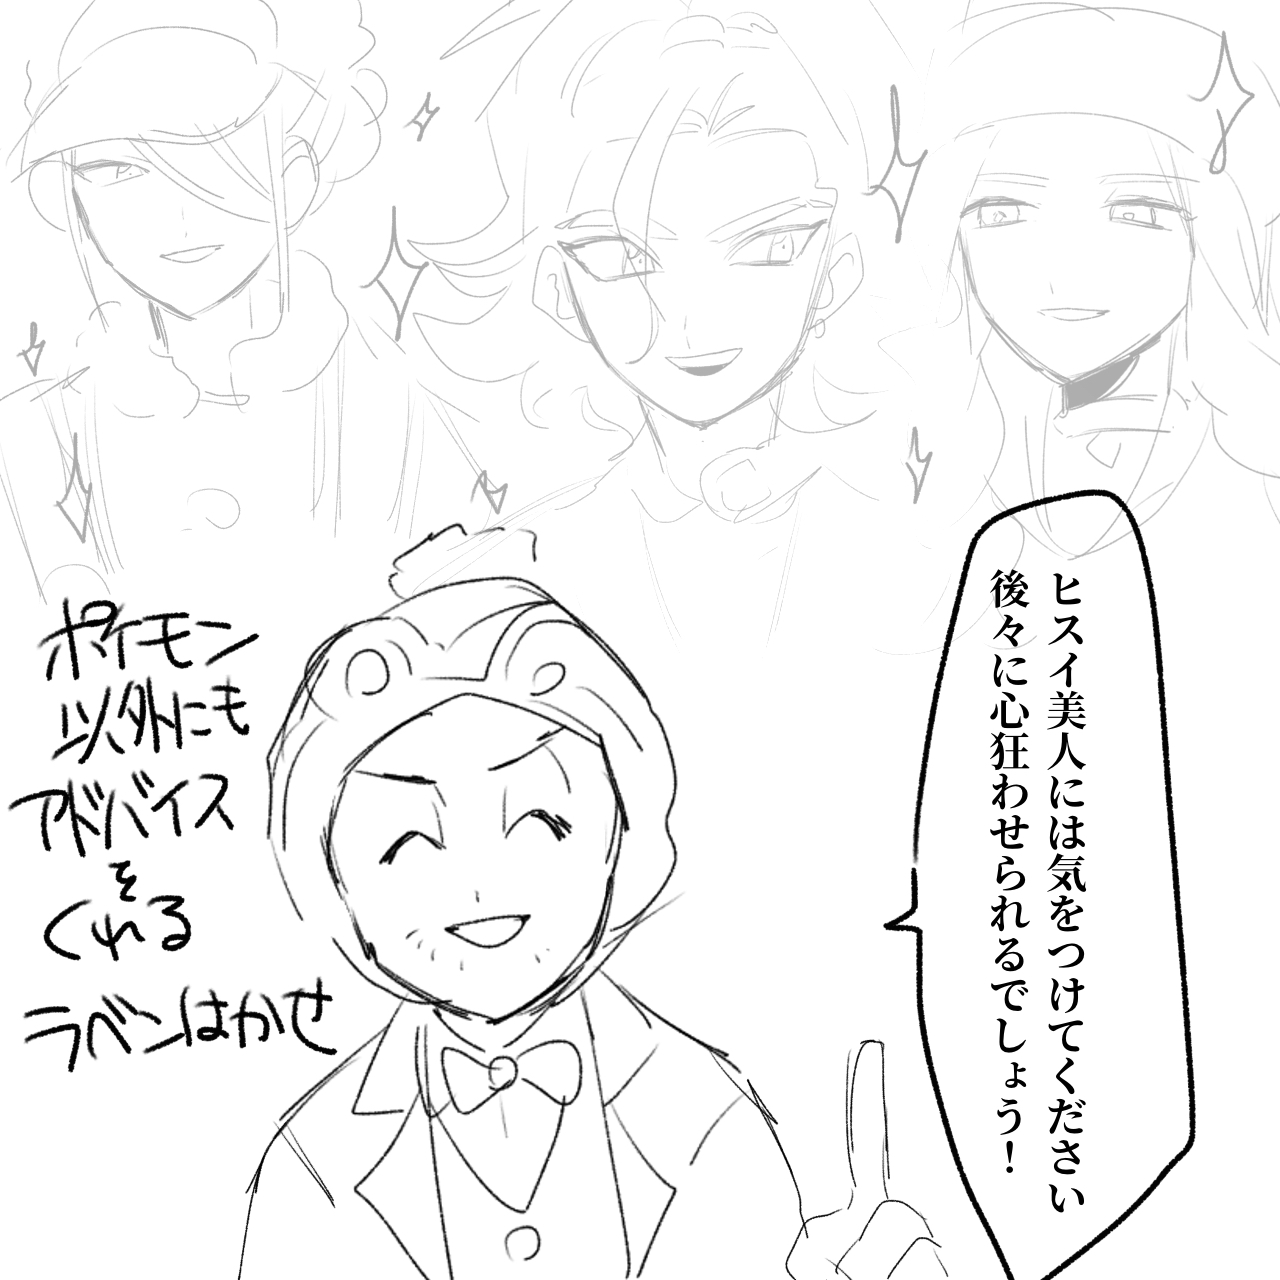 ヒスイ美人には気をつけてください
後々に心狂わせられるでしょう！
ポケモン
以外にも
アドバイス
を
くれる
ラベンはかせ